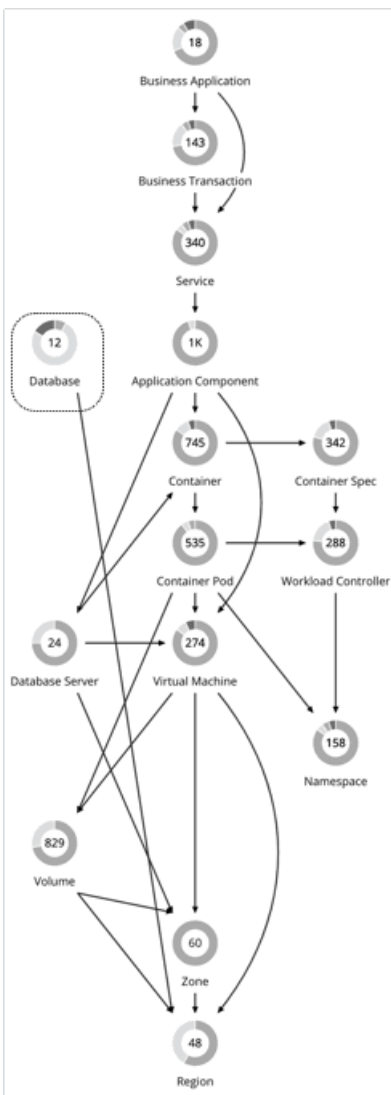 18
Business Application
143
Business Transaction
340
Service
12
Database
1K
Application Component
745
Container
342
Container Spec
535
Container Pod
288
Workload Controller
24
Database Server
274
Virtual Machine
158
Namespace
829
Volume
60
Zone
48
Region